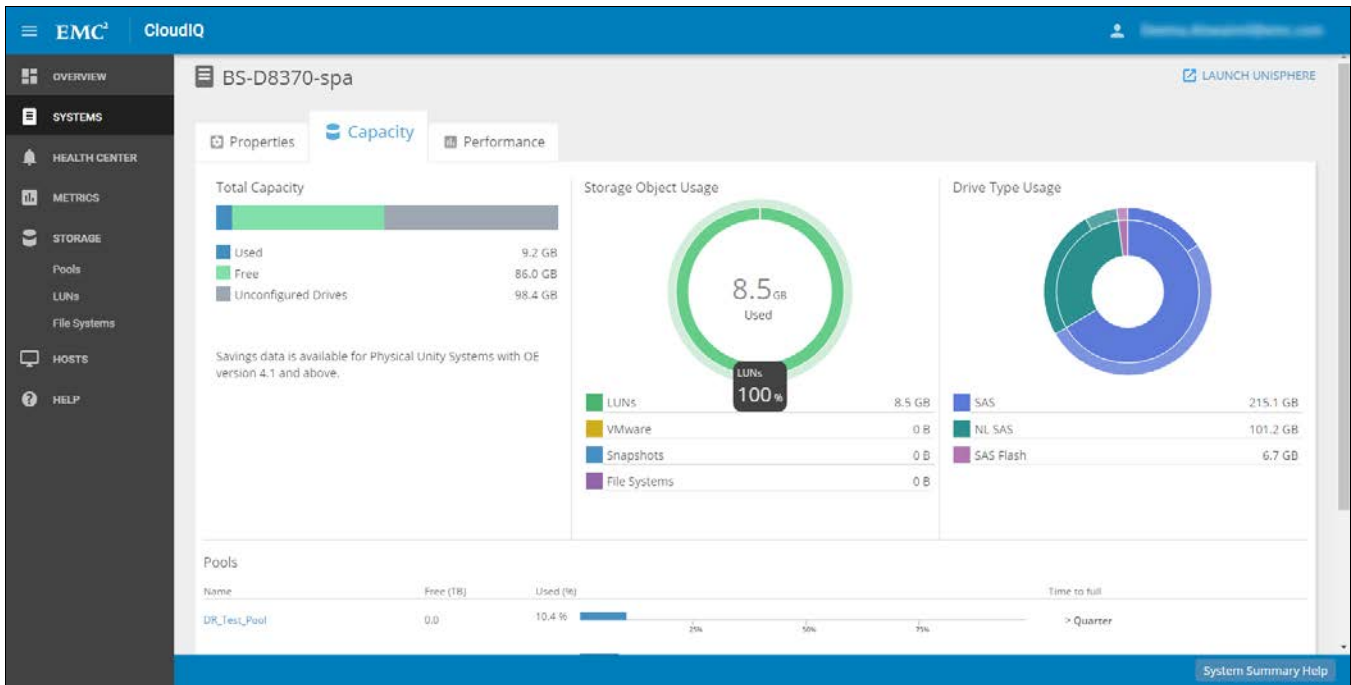 EMC² CloudIQ
OVERVIEW
SYSTEMS
HEALTH CENTER
METRICS
STORAGE
Pools
LUNs
File Systems
HOSTS
HELP
BS-D8370-spa
LAUNCH UNISPHERE
Properties Capacity Performance
Total Capacity
Used 9.2 GB
Free 86.0 GB
Unconfigured Drives 98.4 GB
Savings data is available for Physical Unity Systems with OE
version 4.1 and above.
Storage Object Usage
8.5 GB
Used
LUNs
100 %
LUNs 8.5 GB
VMware 0 B
Snapshots 0 B
File Systems 0 B
Drive Type Usage
SAS 215.1 GB
NL SAS 101.2 GB
SAS Flash 6.7 GB
Pools
Name Free (TB) Used (%) Time to full
DR_Test_Pool 0.0 10.4 % > Quarter
25% 50% 75%
System Summary Help